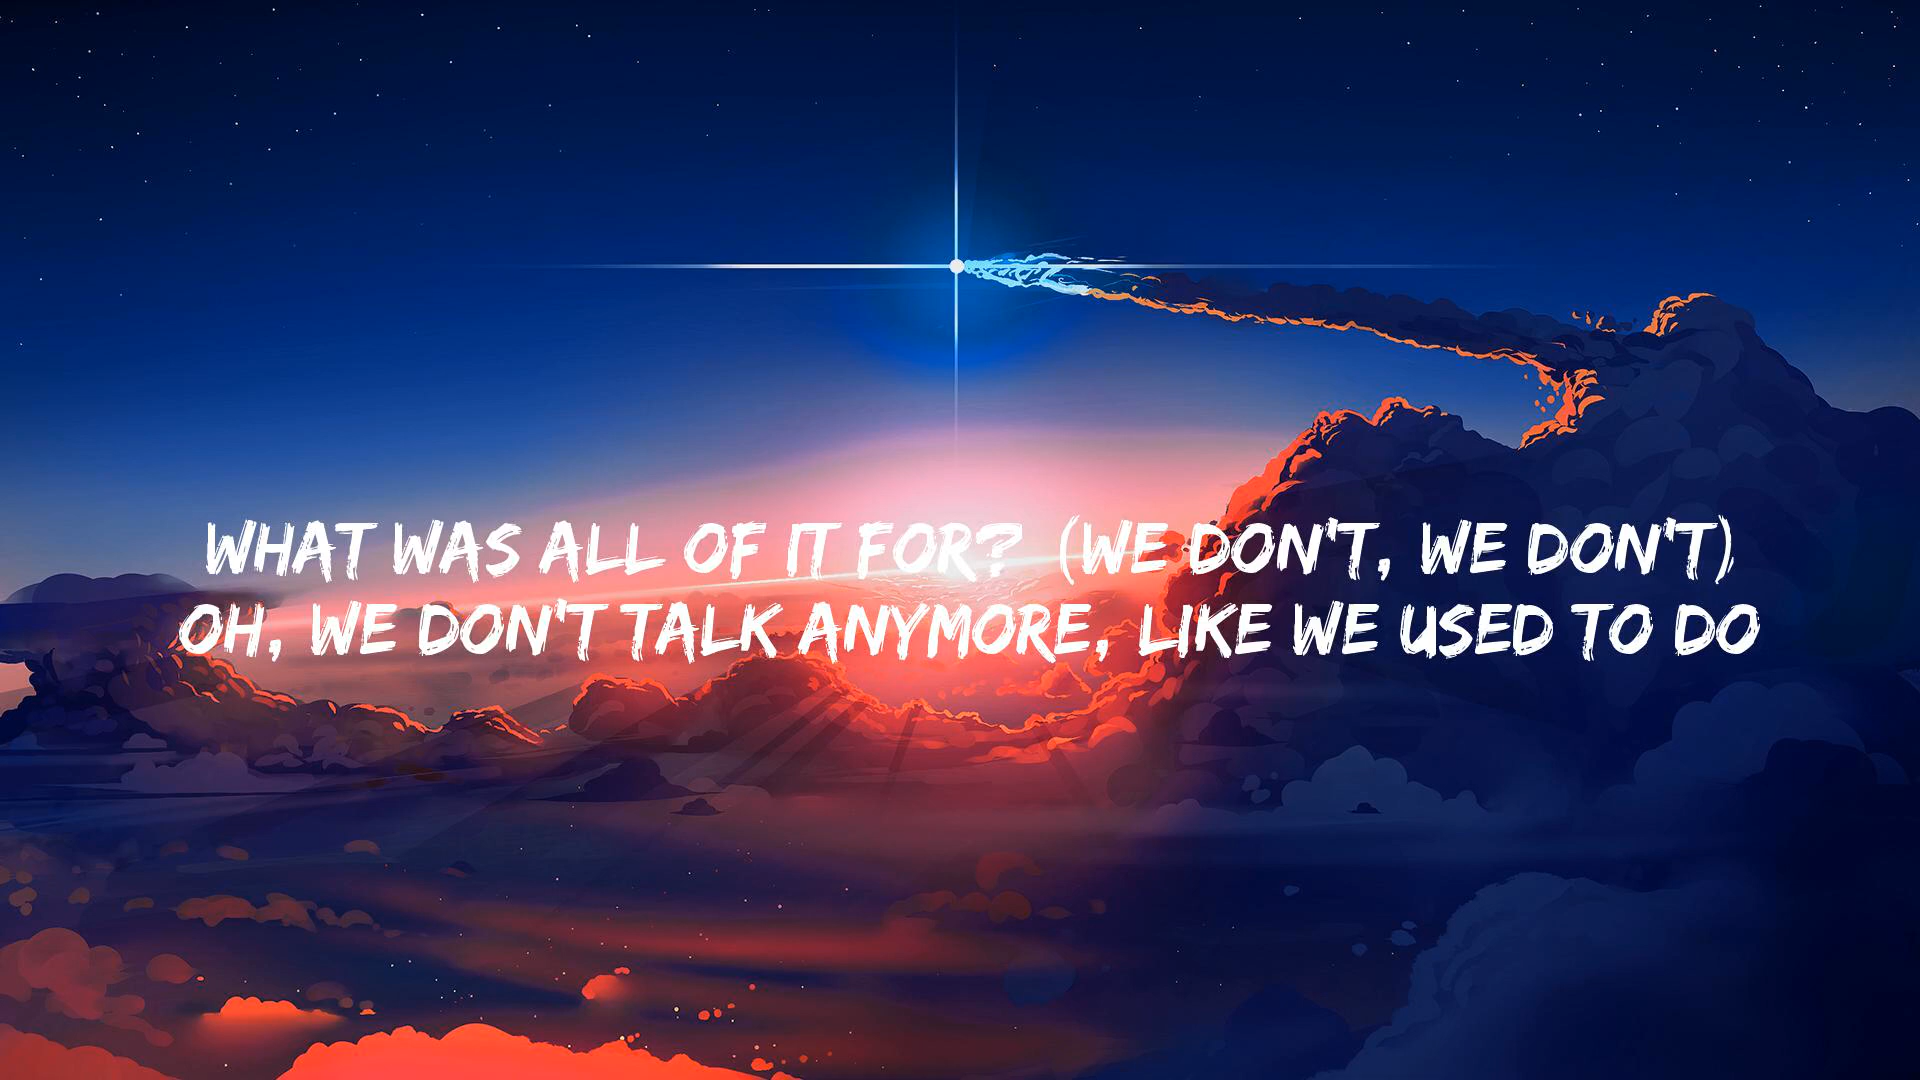 WHAT WAS ALL OF IT FOR? (WE DON'T, WE DON'T)
OH, WE DON'T TALK ANYMORE, LIKE WE USED TO DO